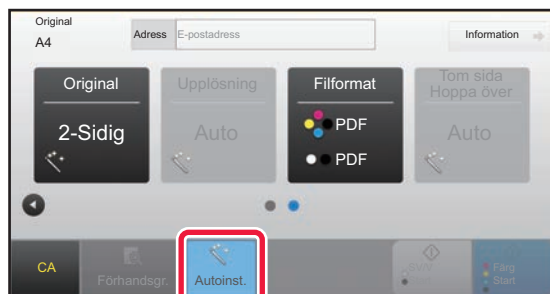 Original
A4
Adress E-postadress
Information
Original
2-Sidig
Upplösning
Auto
Filformat
PDF
PDF
Tom sida
Hoppa över
Auto
CA
Förhandsgr.
Autoinst.
Start
Färg
Start